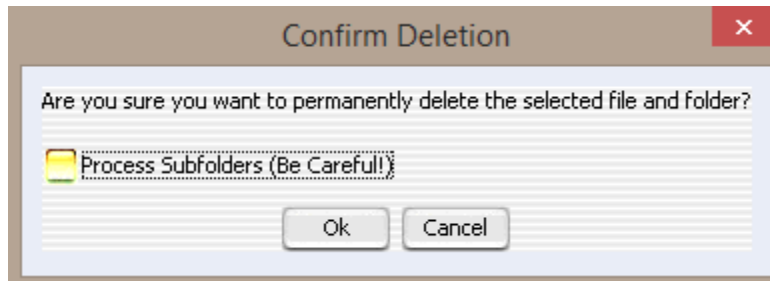 Confirm Deletion
Are you sure you want to permanently delete the selected file and folder?
Process Subfolders (Be Careful!)
Ok Cancel